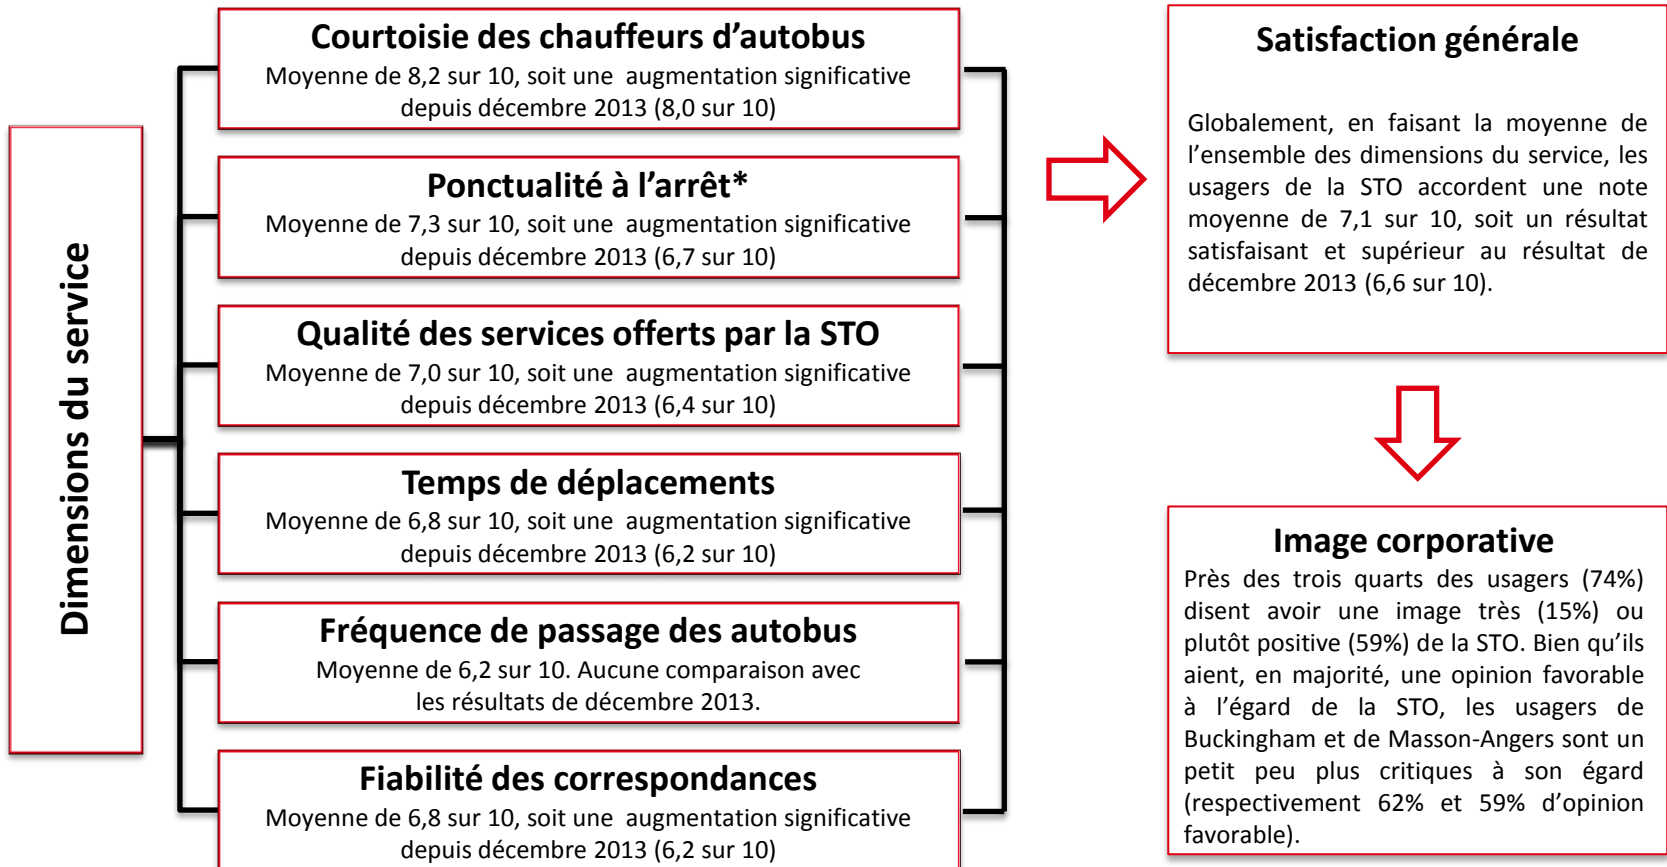 Dimensions du service
Courtoisie des chauffeurs d’autobus
Moyenne de 8,2 sur 10, soit une augmentation significative
depuis décembre 2013 (8,0 sur 10)
Ponctualité à l’arrêt*
Moyenne de 7,3 sur 10, soit une augmentation significative
depuis décembre 2013 (6,7 sur 10)
Qualité des services offerts par la STO
Moyenne de 7,0 sur 10, soit une augmentation significative
depuis décembre 2013 (6,4 sur 10)
Temps de déplacements
Moyenne de 6,8 sur 10, soit une augmentation significative
depuis décembre 2013 (6,2 sur 10)
Fréquence de passage des autobus
Moyenne de 6,2 sur 10. Aucune comparaison avec
les résultats de décembre 2013.
Fiabilité des correspondances
Moyenne de 6,8 sur 10, soit une augmentation significative
depuis décembre 2013 (6,2 sur 10)
Satisfaction générale
Globalement, en faisant la moyenne de
l’ensemble des dimensions du service, les
usagers de la STO accordent une note
moyenne de 7,1 sur 10, soit un résultat
satisfaisant et supérieur au résultat de
décembre 2013 (6,6 sur 10).
Image corporative
Près des trois quarts des usagers (74%)
disent avoir une image très (15%) ou
plutôt positive (59%) de la STO. Bien qu’ils
aient, en majorité, une opinion favorable
à l’égard de la STO, les usagers de
Buckingham et de Masson-Angers sont un
petit peu plus critiques à son égard
(respectivement 62% et 59% d’opinion
favorable).